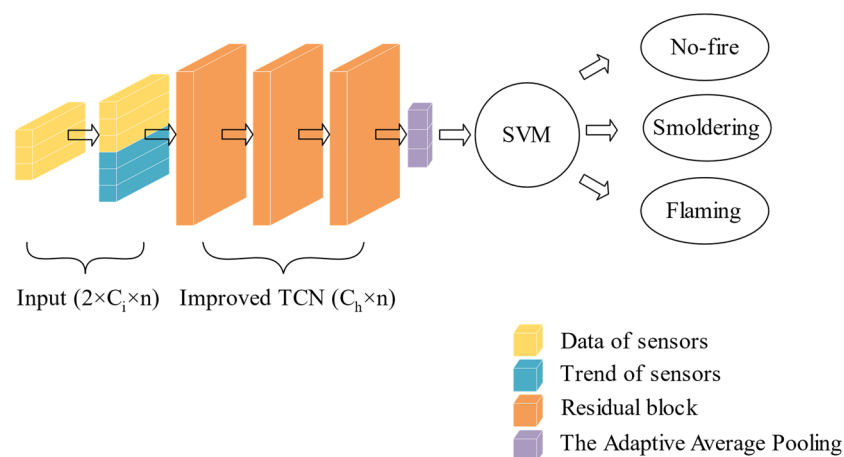 No-fire
SVM
Smoldering
Flaming
Input (2×Cᵢ×n)
Improved TCN (Cₕ×n)
Data of sensors
Trend of sensors
Residual block
The Adaptive Average Pooling